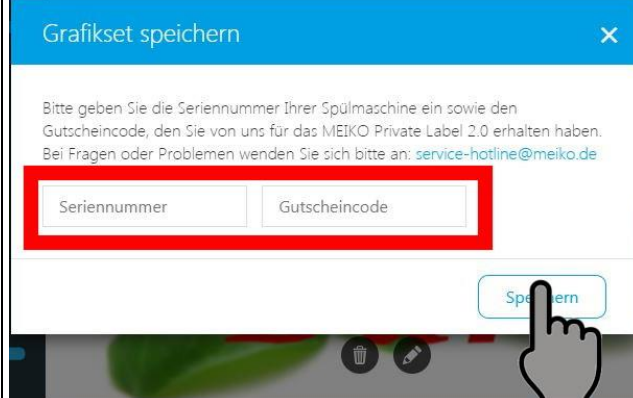 Grafikset speichern
Bitte geben Sie die Seriennummer Ihrer Spülmaschine ein sowie den
Gutscheincode, den Sie von uns für das MEIKO Private Label 2.0 erhalten haben.
Bei Fragen oder Problemen wenden Sie sich bitte an: service-hotline@meiko.de
Seriennummer Gutscheincode
Speichern